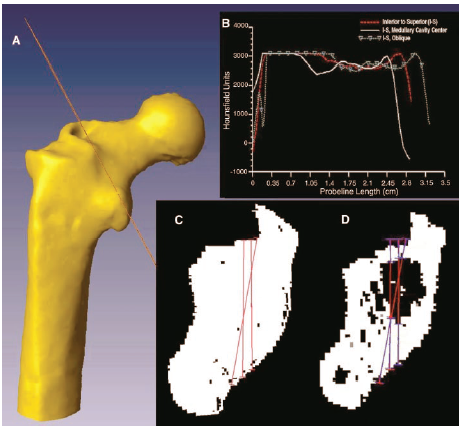 A
B
Inferior to Superior(I-S)
I-S, Medullary Cavity Center
I-S, Oblique
4000
3000
2000
1000
0
-1000
Hounsfield Units
0 0.35 0.7 1.05 1.4 1.75 2.1 2.45 2.8 3.15 3.5
Probeline Length (cm)
C
D